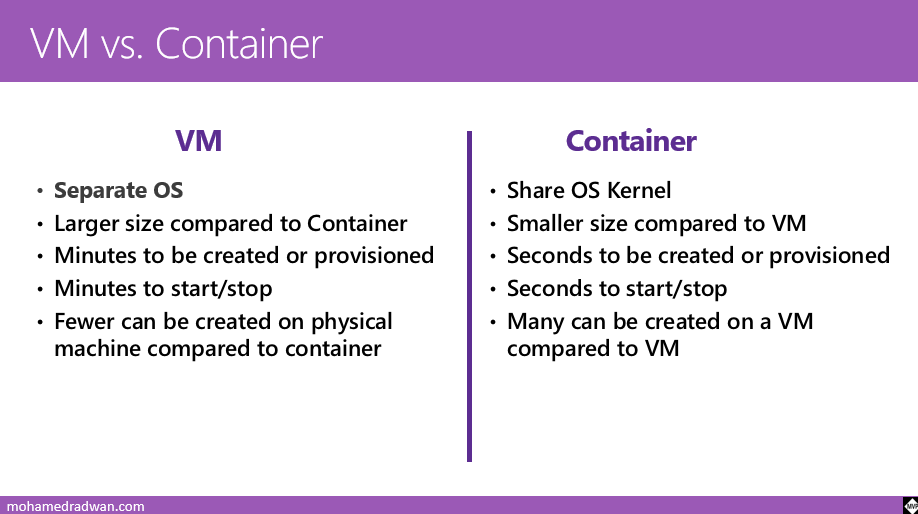 VM vs. Container
VM
• Separate OS
• Larger size compared to Container
• Minutes to be created or provisioned
• Minutes to start/stop
• Fewer can be created on physical
machine compared to container
Container
• Share OS Kernel
• Smaller size compared to VM
• Seconds to be created or provisioned
• Seconds to start/stop
• Many can be created on a VM
compared to VM
mohamedradwan.com
MVP